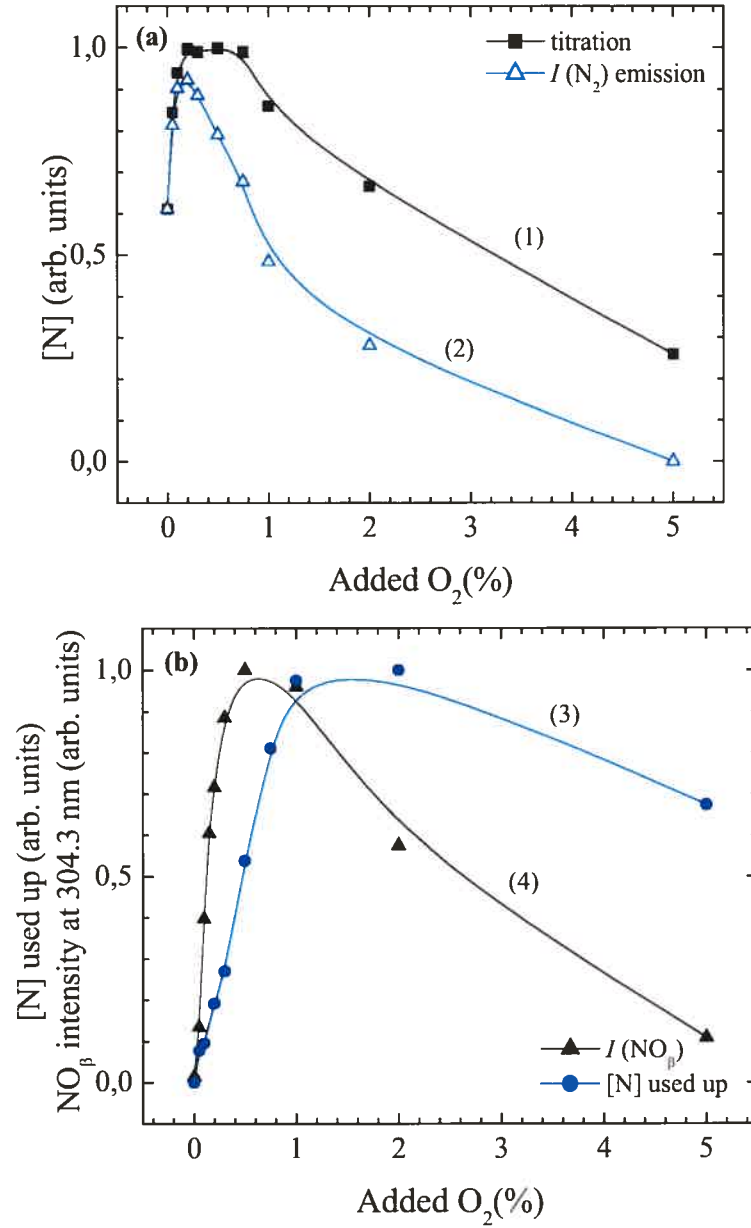 (a)
titration
I (N₂) emission
1,0
0,5
0,0
[N] (arb. units)
(1)
(2)
0 1 2 3 4 5
Added O₂(%)
(b)
1,0
0,5
0,0
[N] used up (arb. units)
NOᵦ intensity at 304.3 nm (arb. units)
(3)
(4)
I (NOᵦ)
[N] used up
0 1 2 3 4 5
Added O₂(%)